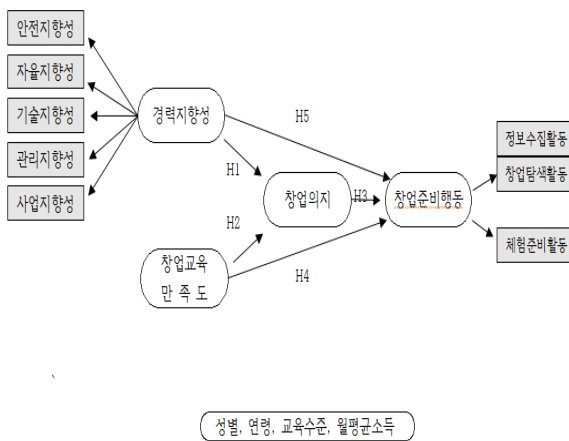 안전지향성
자율지향성
기술지향성
관리지향성
사업지향성
경력지향성
H5
H1
창업의지
H3
창업준비행동
정보수집활동
창업탐색활동
체험준비활동
H2
창업교육
만 족 도
H4
성별, 연령, 교육수준, 월평균소득